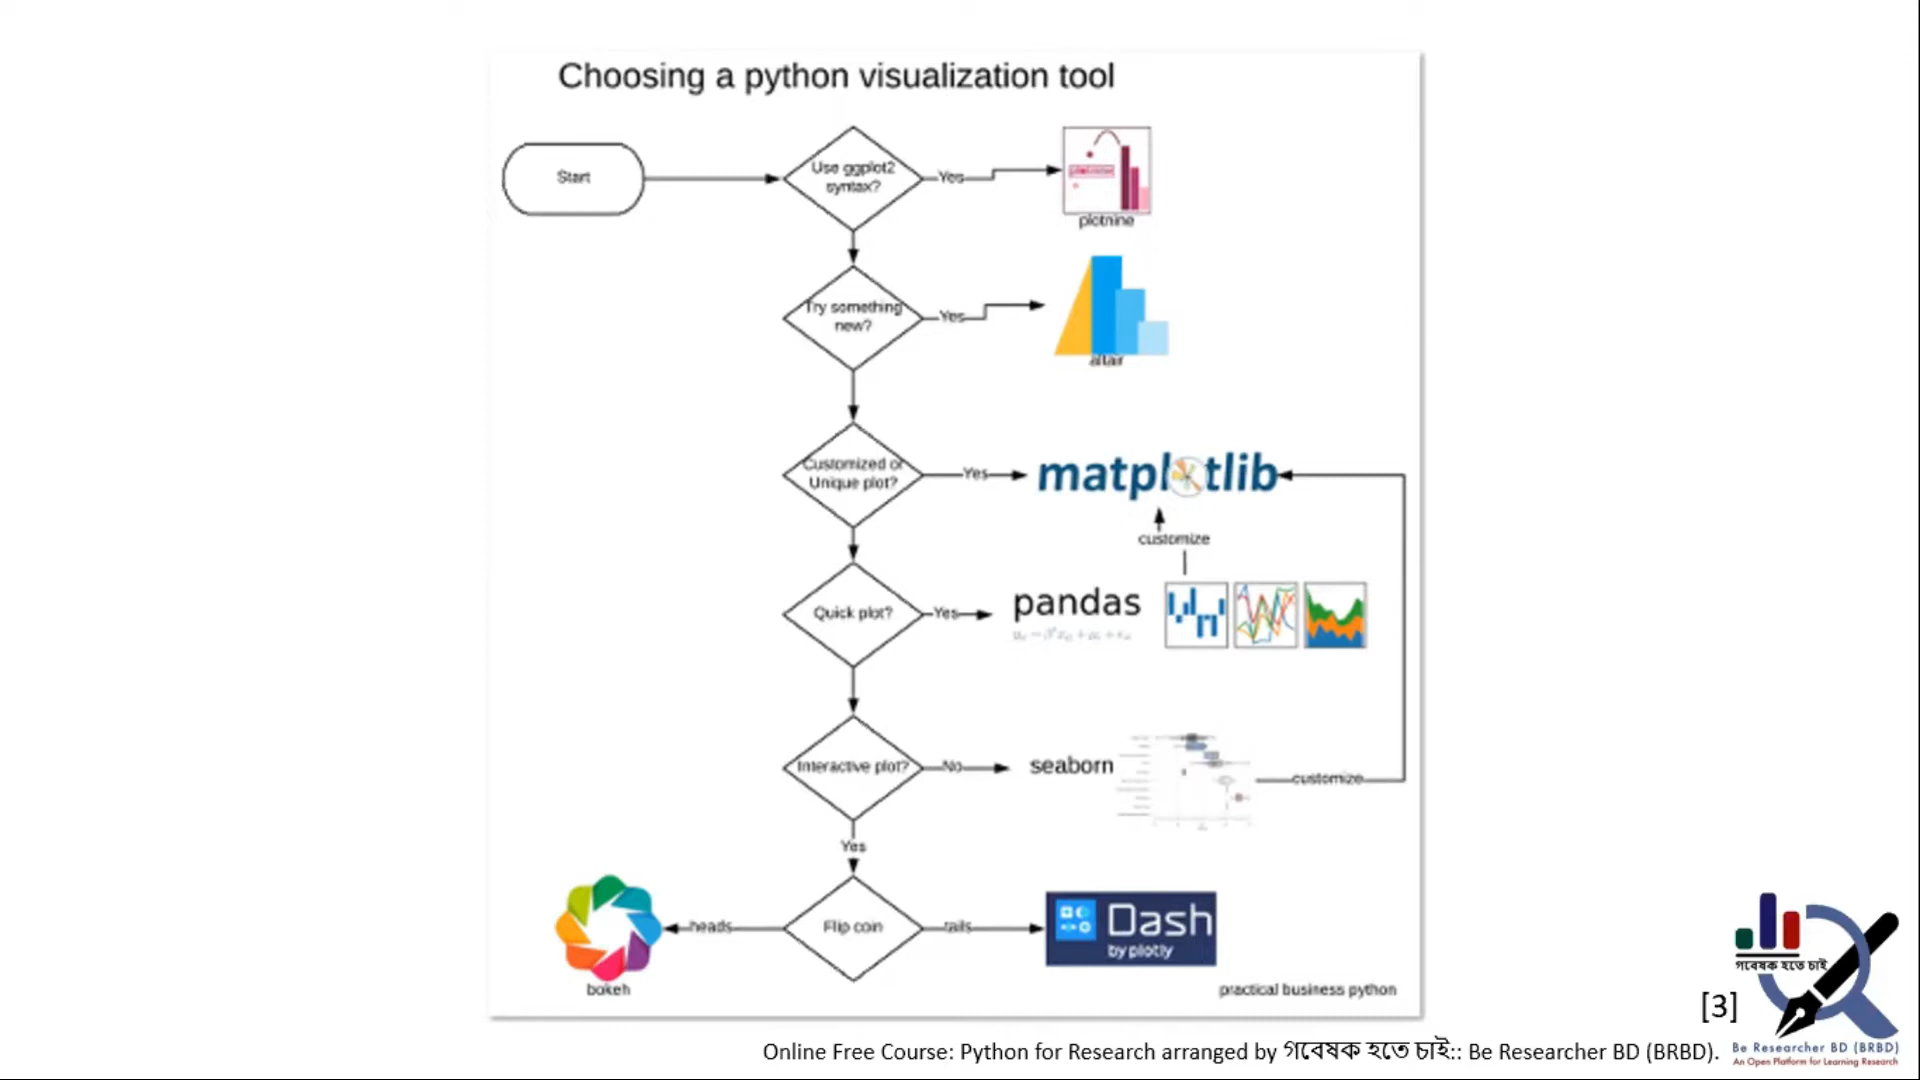 Choosing a python visualization tool
Start
Use ggplot2
syntax?
Yes
plotnine
Try something
new?
Yes
altair
Customized or
Unique plot?
Yes
matplotlib
customize
Quick plot?
Yes
pandas
Interactive plot?
No
seaborn
customize
Yes
Flip coin
heads
bokeh
tails
Dash
by plotly
practical business python
গবেষক হতে চাই
[3]
Online Free Course: Python for Research arranged by গবেষক হতে চাই:: Be Researcher BD (BRBD).
Be Researcher BD (BRBD)
An Open Platform for Learning Research